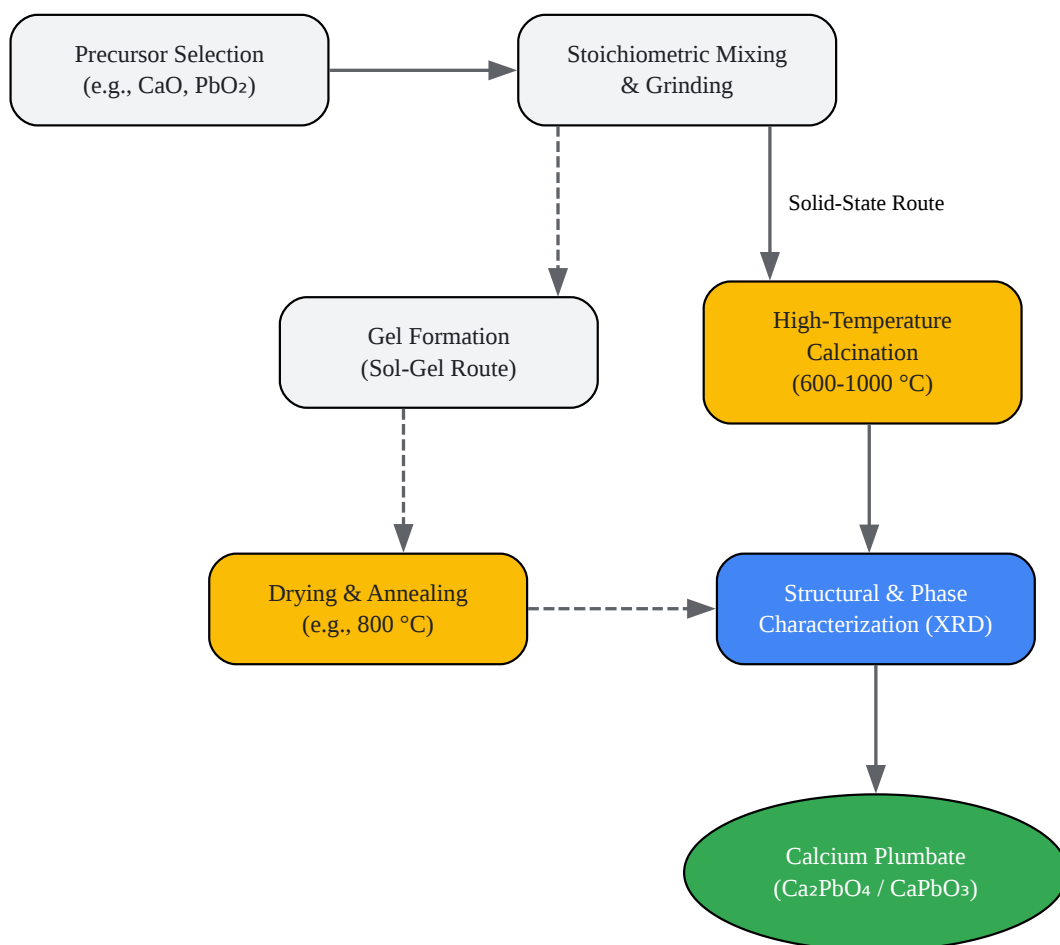 Precursor Selection
(e.g., CaO, PbO₂)
Stoichiometric Mixing
& Grinding
Solid-State Route
Gel Formation
(Sol-Gel Route)
High-Temperature
Calcination
(600-1000 °C)
Drying & Annealing
(e.g., 800 °C)
Structural & Phase
Characterization (XRD)
Calcium Plumbate
(Ca₂PbO₄ / CaPbO₃)